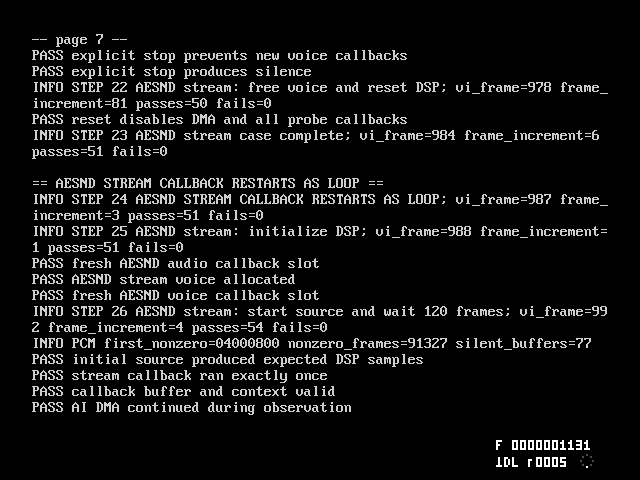 -- page 7 --
PASS explicit stop prevents new voice callbacks
PASS explicit stop produces silence
INFO STEP 22 AESND stream: free voice and reset DSP; vi_frame=978 frame_
increment=81 passes=50 fails=0
PASS reset disables DMA and all probe callbacks
INFO STEP 23 AESND stream case complete; vi_frame=984 frame_increment=6
passes=51 fails=0
== AESND STREAM CALLBACK RESTARTS AS LOOP ==
INFO STEP 24 AESND STREAM CALLBACK RESTARTS AS LOOP; vi_frame=987 frame_
increment=3 passes=51 fails=0
INFO STEP 25 AESND stream: initialize DSP; vi_frame=988 frame_increment=
1 passes=51 fails=0
PASS fresh AESND audio callback slot
PASS AESND stream voice allocated
PASS fresh AESND voice callback slot
INFO STEP 26 AESND stream: start source and wait 120 frames; vi_frame=99
2 frame_increment=4 passes=54 fails=0
INFO PCM first_nonzero=04000800 nonzero_frames=91327 silent_buffers=77
PASS initial source produced expected DSP samples
PASS stream callback ran exactly once
PASS callback buffer and context valid
PASS AI DMA continued during observation
F 0000001131
IDL r0005